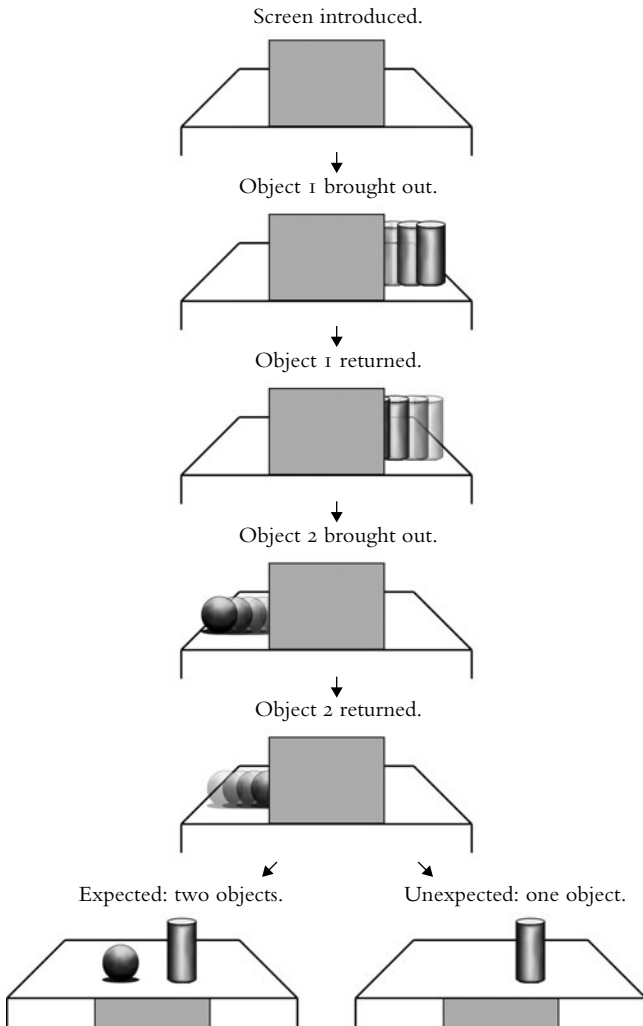 Screen introduced.
Object 1 brought out.
Object 1 returned.
Object 2 brought out.
Object 2 returned.
Expected: two objects.
Unexpected: one object.